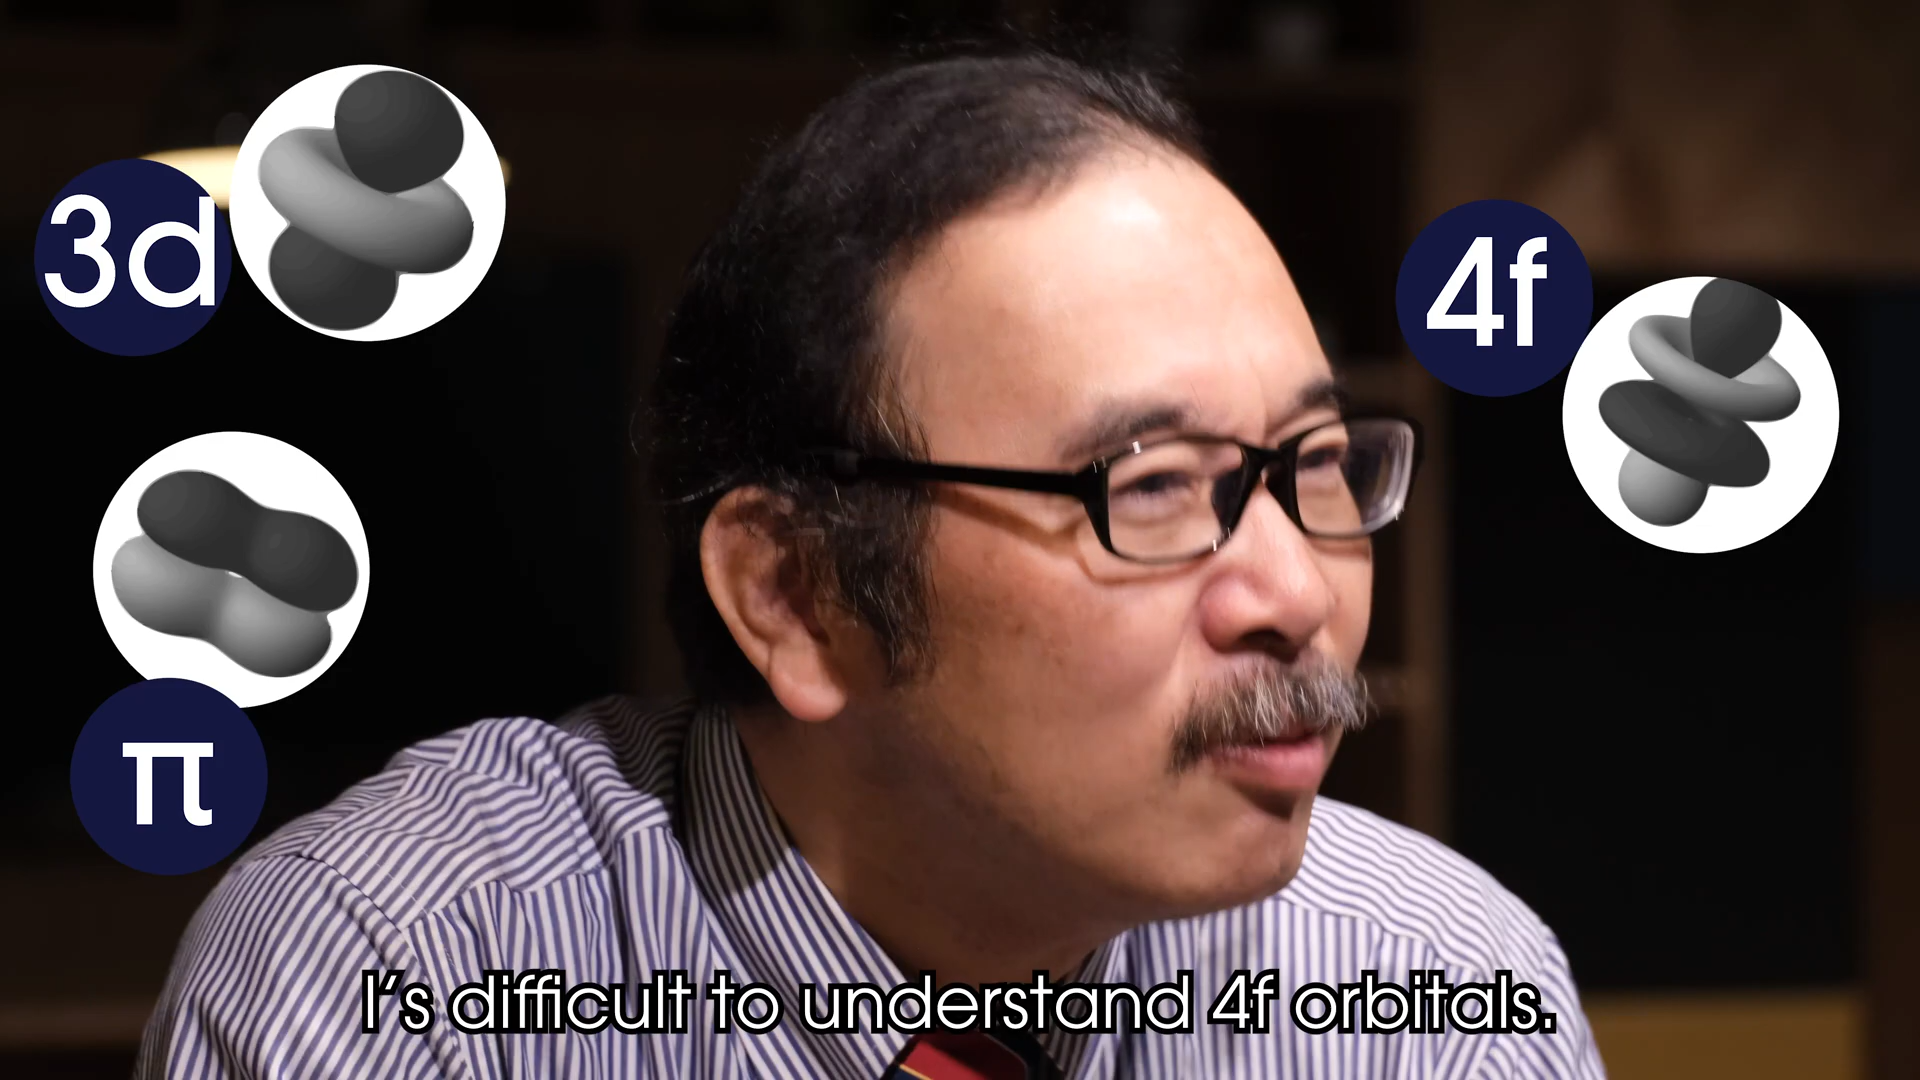 3d
4f
π
I's difficult to understand 4f orbitals.